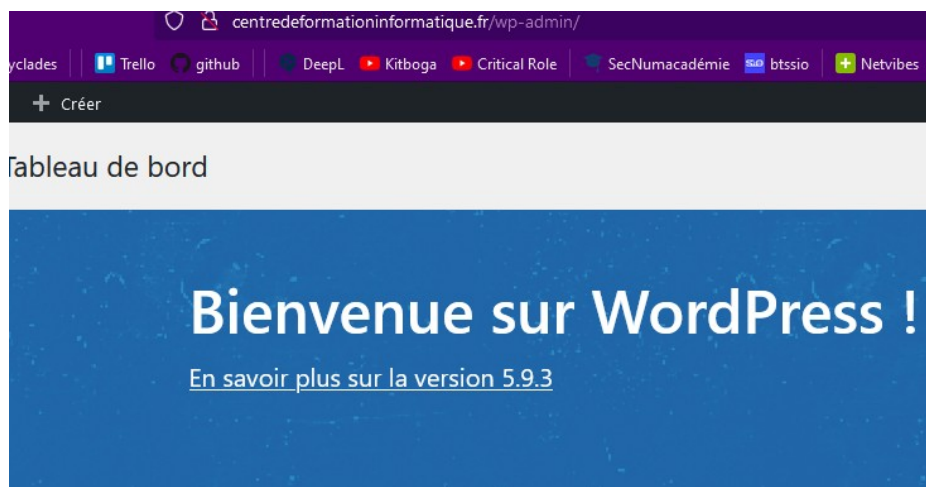 centredeformationinformatique.fr/wp-admin/
yclades Trello github DeepL Kitboga Critical Role SecNumacadémie SIO btssio Netvibes
+ Créer
Tableau de bord
Bienvenue sur WordPress !
En savoir plus sur la version 5.9.3